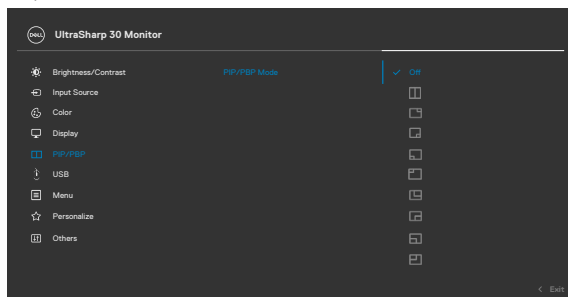 DELL UltraSharp 30 Monitor
Brightness/Contrast PIP/PBP Mode Off
Input Source
Color
Display
PIP/PBP
USB
Menu
Personalize
Others
Exit